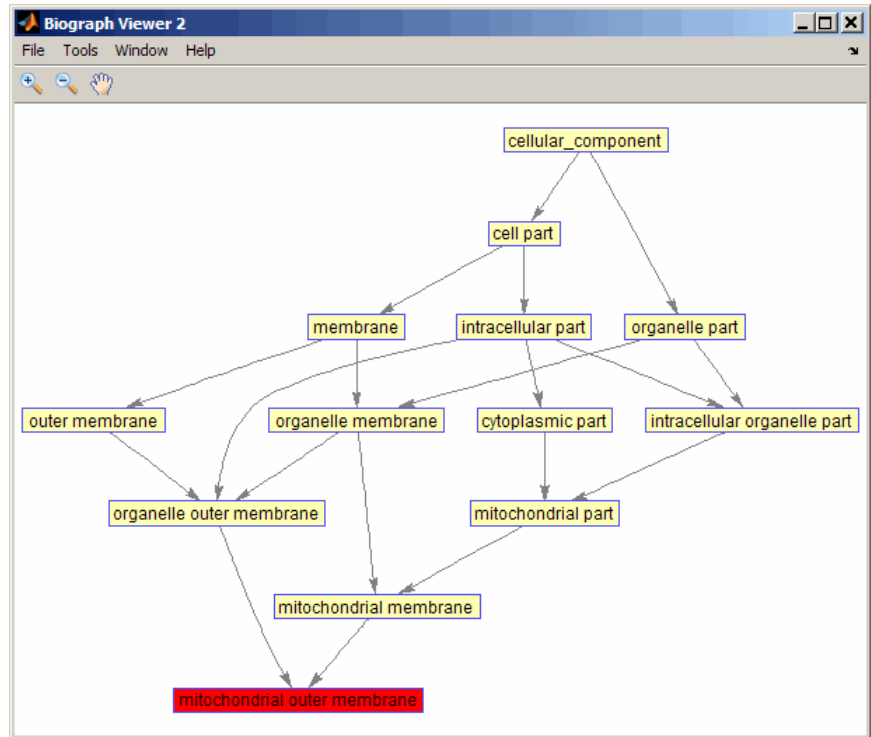 Biograph Viewer 2
File Tools Window Help
cellular_component
cell part
membrane intracellular part organelle part
outer membrane organelle membrane cytoplasmic part intracellular organelle part
organelle outer membrane mitochondrial part
mitochondrial membrane
mitochondrial outer membrane